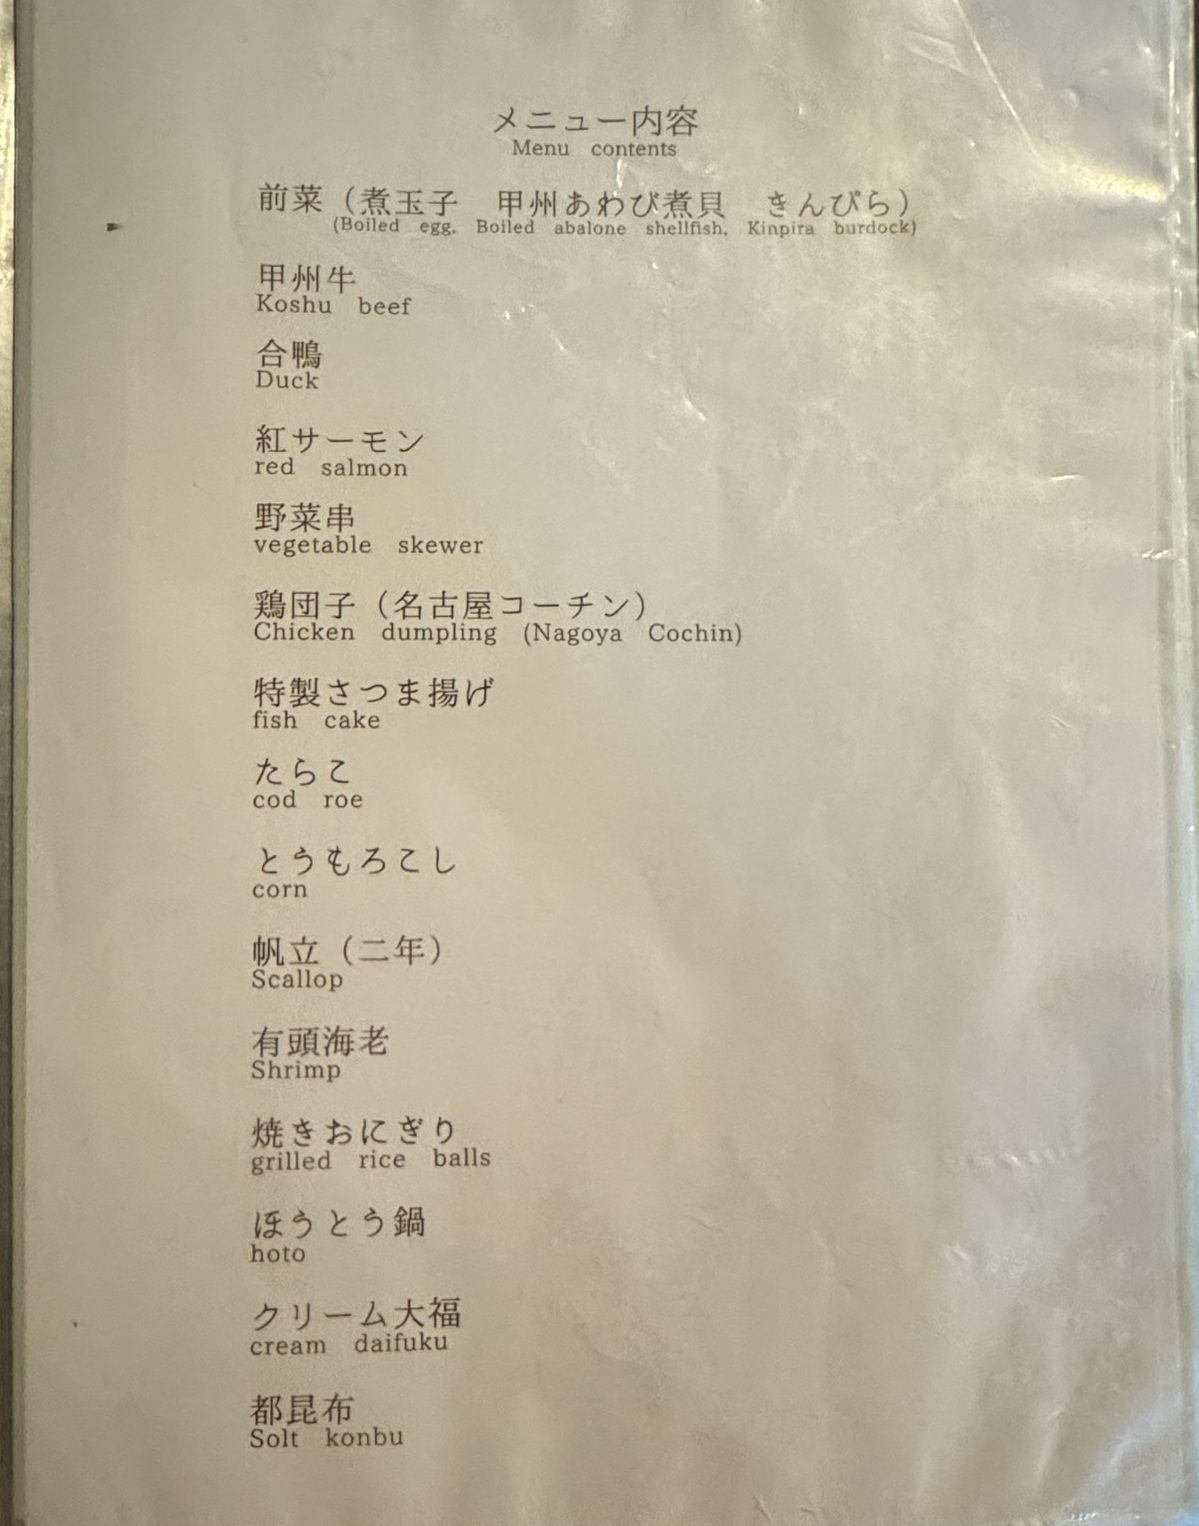 メニュー内容
Menu contents
前菜（煮玉子　甲州あわび煮貝　きんぴら）
(Boiled egg, Boiled abalone shellfish, Kinpira burdock)
甲州牛
Koshu beef
合鴨
Duck
紅サーモン
red salmon
野菜串
vegetable skewer
鶏団子（名古屋コーチン）
Chicken dumpling (Nagoya Cochin)
特製さつま揚げ
fish cake
たらこ
cod roe
とうもろこし
corn
帆立（二年）
Scallop
有頭海老
Shrimp
焼きおにぎり
grilled rice balls
ほうとう鍋
hoto
クリーム大福
cream daifuku
都昆布
Solt konbu